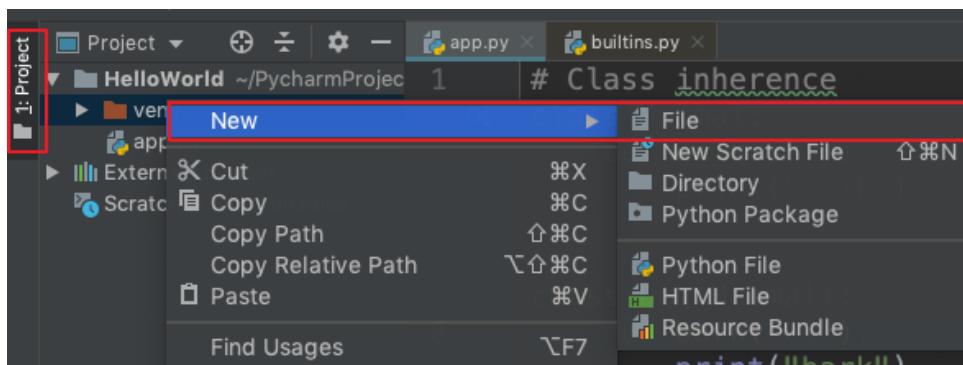 1: Project
Project
app.py
builtins.py
HelloWorld ~/PycharmProjec
1 # Class inherence
ven
app
Extern
Scratc
New
Cut ⌘X
Copy ⌘C
Copy Path ⇧⌘C
Copy Relative Path ⌥⇧⌘C
Paste ⌘V
Find Usages ⌥F7
File
New Scratch File ⇧⌘N
Directory
Python Package
Python File
HTML File
Resource Bundle
print("bark")